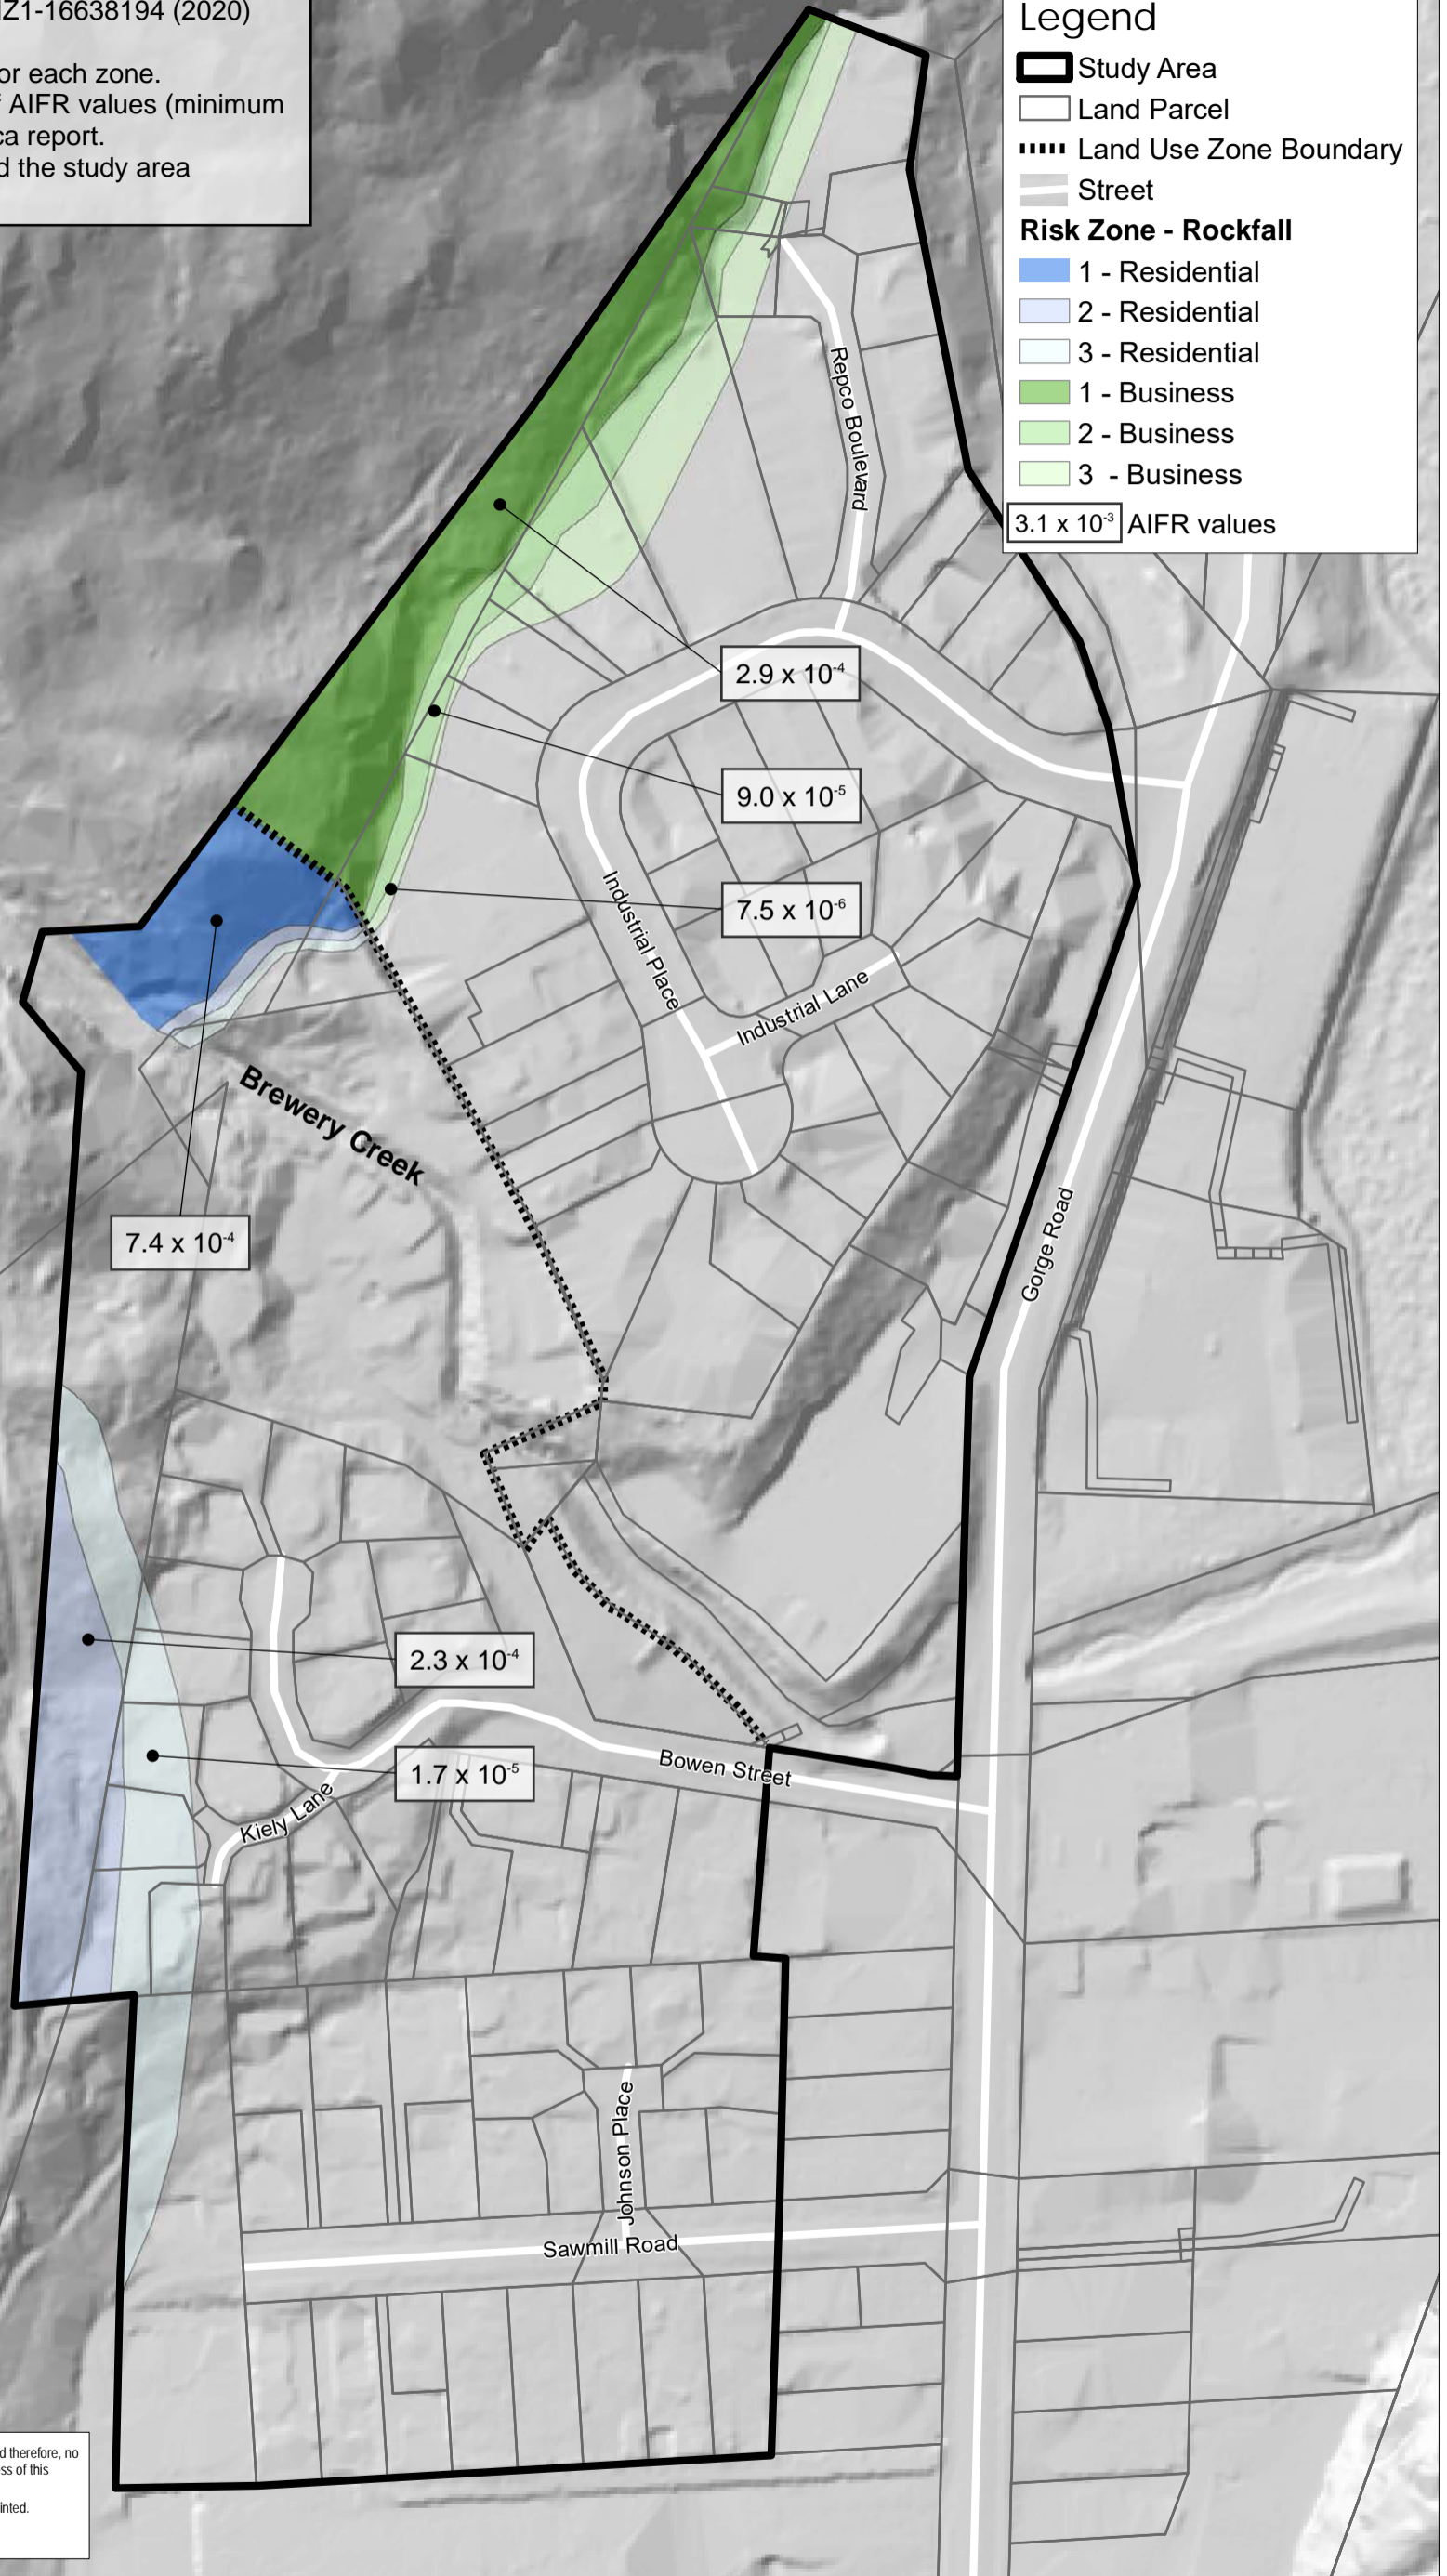 NZ1-16638194 (2020)
or each zone.
f AIFR values (minimum
ca report.
d the study area
Legend
Study Area
Land Parcel
Land Use Zone Boundary
Street
Risk Zone - Rockfall
1 - Residential
2 - Residential
3 - Residential
1 - Business
2 - Business
3 - Business
3.1 x 10⁻³ AIFR values
Repco Boulevard
2.9 x 10⁻⁴
9.0 x 10⁻⁵
7.5 x 10⁻⁶
Industrial Place
Industrial Lane
Brewery Creek
7.4 x 10⁻⁴
Gorge Road
2.3 x 10⁻⁴
1.7 x 10⁻⁵
Bowen Street
Kiely Lane
Johnson Place
Sawmill Road
d therefore, no
ss of this
inted.